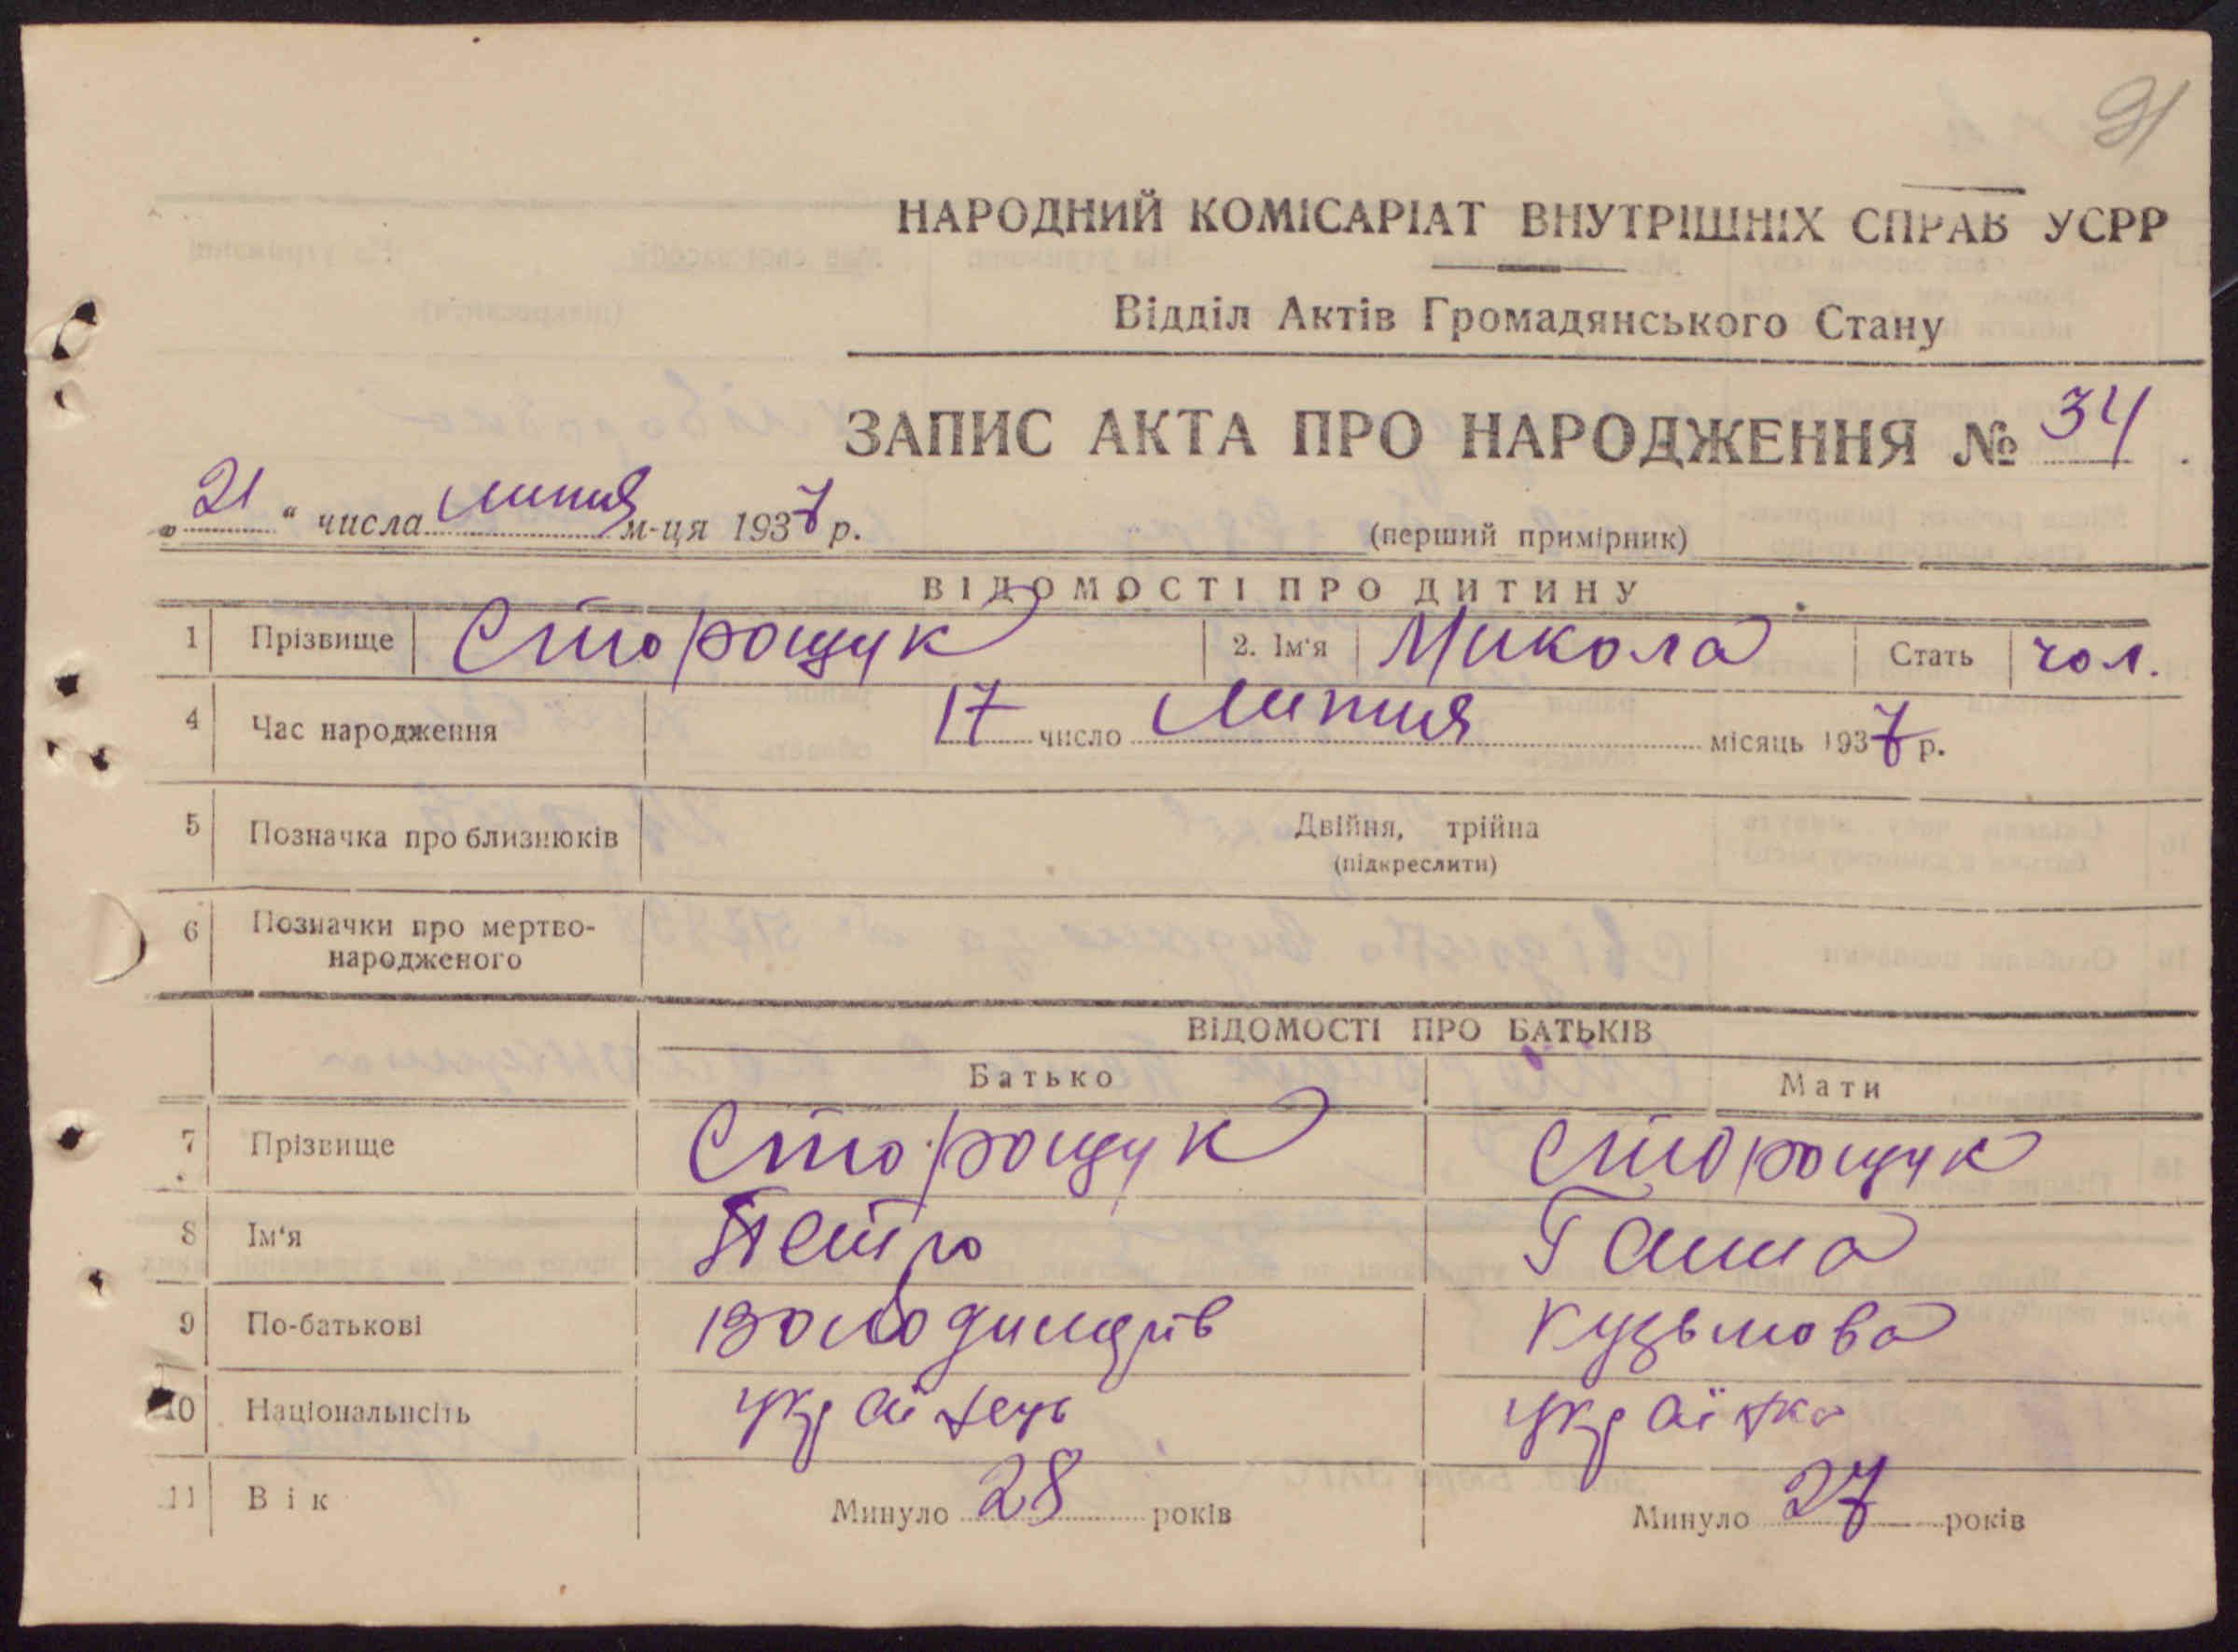 91
НАРОДНИЙ КОМІСАРІАТ ВНУТРІШНІХ СПРАВ УСРР
Відділ Актів Громадянського Стану
ЗАПИС АКТА ПРО НАРОДЖЕННЯ № 34
„21“ числа липня м-ця 1937 р.
(перший примірник)
ВІДОМОСТІ ПРО ДИТИНУ
1 Прізвище Сторощук 2. Ім'я Микола Стать чол.
4 Час народження 17 число липня місяць 1937 р.
5 Позначка про близнюків Двійня, трійна
(підкреслити)
6 Позначки про мертво-
народженого
ВІДОМОСТІ ПРО БАТЬКІВ
Батько Мати
7 Прізвище Сторощук Сторощук
8 Ім'я Петро Ганна
9 По-батькові Володимирів Кузьмова
10 Національність українець українка
11 Вік Минуло 28 років Минуло 27 років